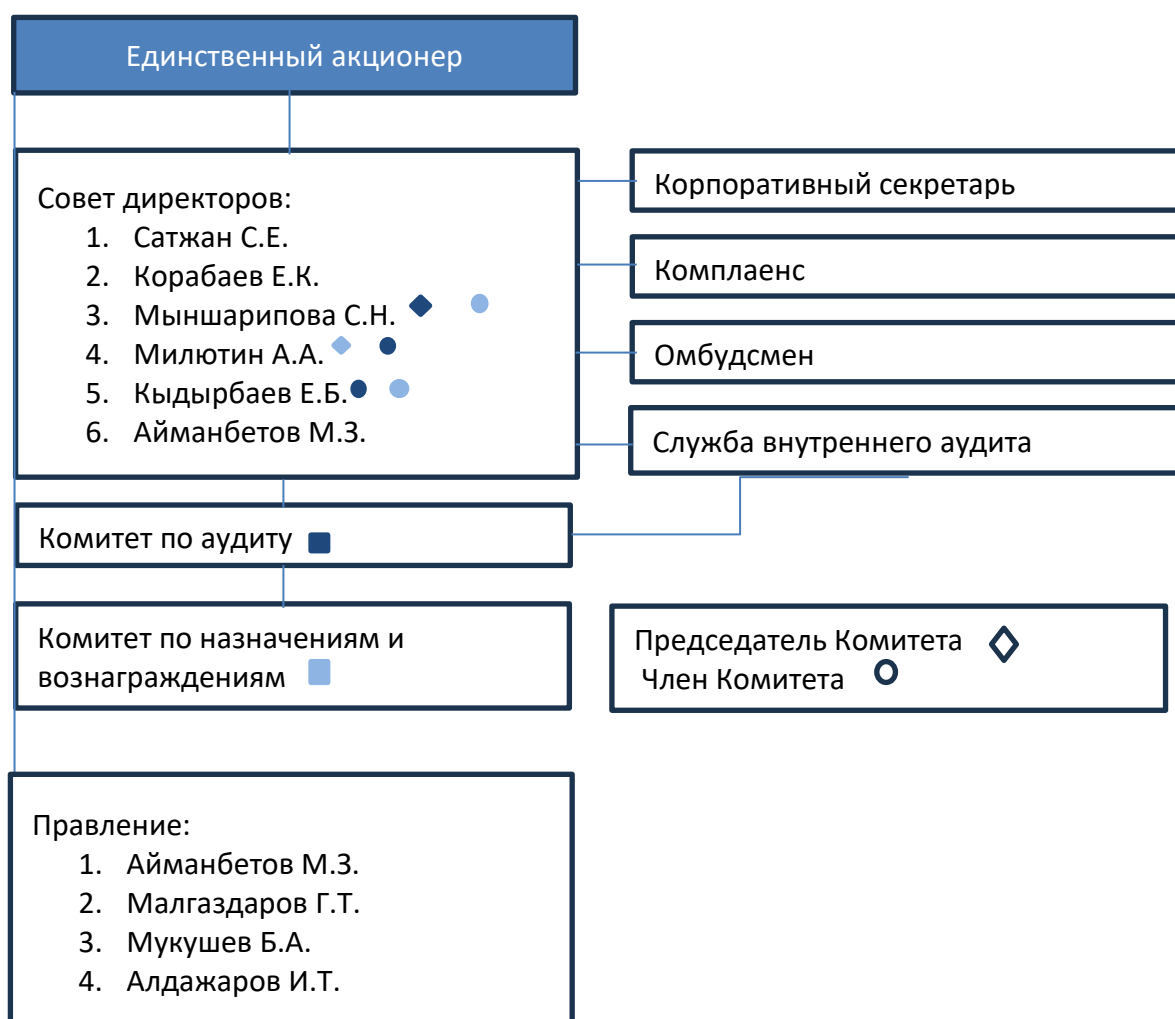 Единственный акционер
Совет директоров:
1. Сатжан С.Е.
2. Корабаев Е.К.
3. Мыншарипова С.Н.
4. Милютин А.А.
5. Кыдырбаев Е.Б.
6. Айманбетов М.З.
Корпоративный секретарь
Комплаенс
Омбудсмен
Служба внутреннего аудита
Комитет по аудиту
Комитет по назначениям и
вознаграждениям
Председатель Комитета
Член Комитета
Правление:
1. Айманбетов М.З.
2. Малгаздаров Г.Т.
3. Мукушев Б.А.
4. Алдажаров И.Т.